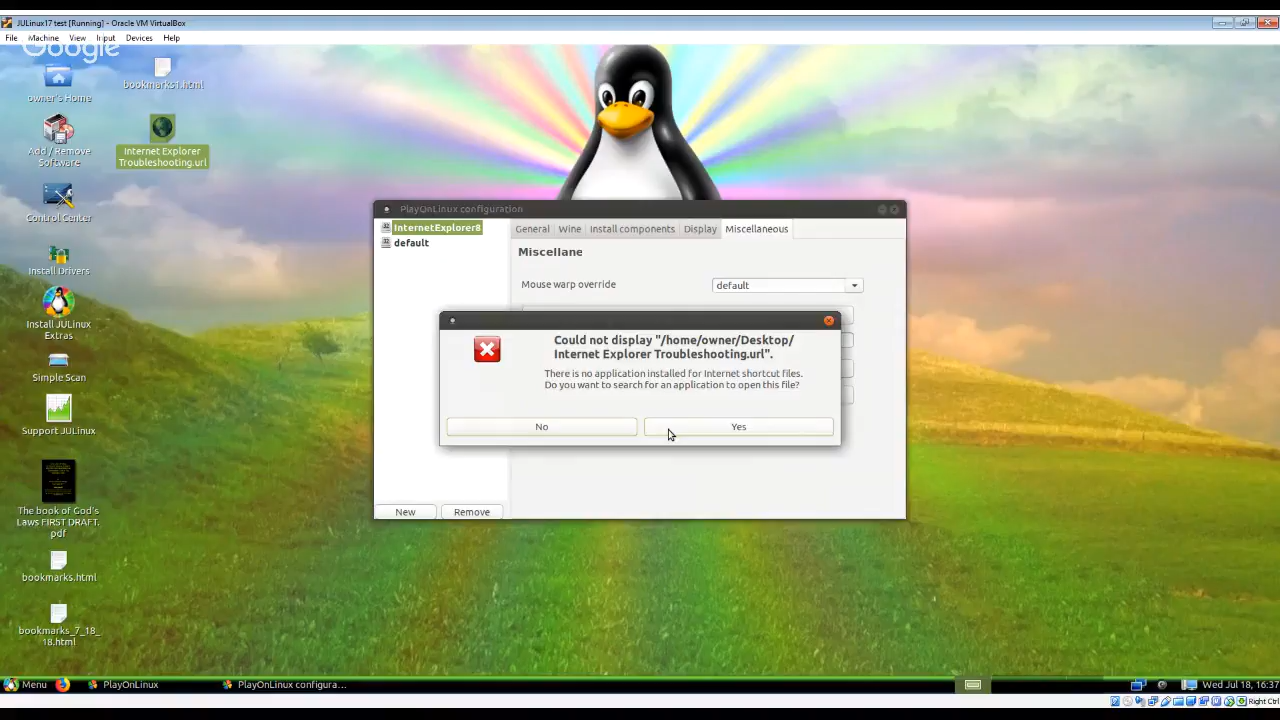 JULinux17 test [Running] - Oracle VM VirtualBox
File Machine View Input Devices Help
Google
owner's Home
bookmarks1.html
Add / Remove
Software
Internet Explorer
Troubleshooting.url
Control Center
Install Drivers
Install JULinux
Extras
Simple Scan
Support JULinux
The book of God's
Laws FIRST DRAFT.
pdf
bookmarks.html
bookmarks_7_18_
18.html
PlayOnLinux configuration
InternetExplorer8
default
General Wine Install components Display Miscellaneous
Miscellane
Mouse warp override
default
Could not display "/home/owner/Desktop/
Internet Explorer Troubleshooting.url".
There is no application installed for Internet shortcut files.
Do you want to search for an application to open this file?
No
Yes
New
Remove
Menu
PlayOnLinux
PlayOnLinux configura...
Wed Jul 18, 16:37
Right Ctrl